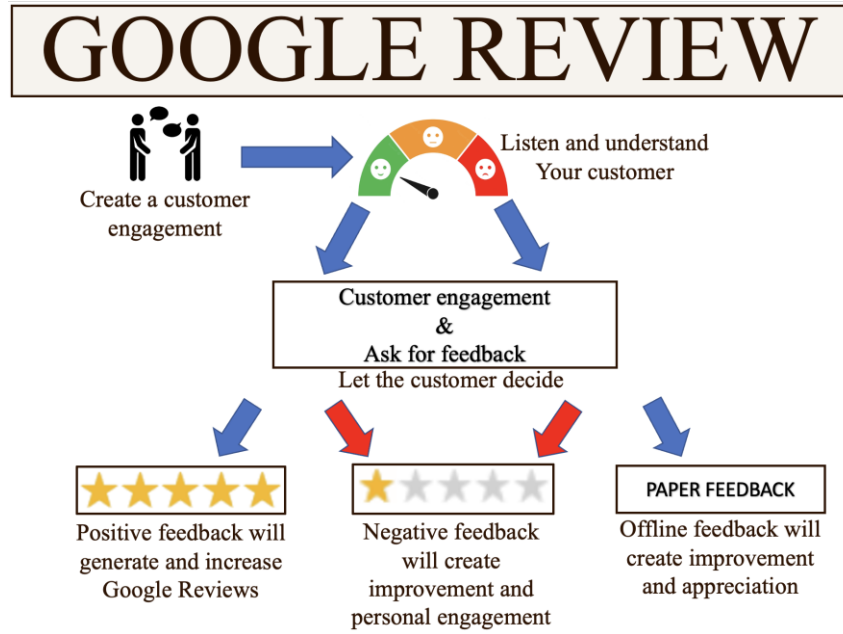 GOOGLE REVIEW
Create a customer
engagement
Listen and understand
Your customer
Customer engagement
&
Ask for feedback
Let the customer decide
Positive feedback will
generate and increase
Google Reviews
Negative feedback
will create
improvement and
personal engagement
PAPER FEEDBACK
Offline feedback will
create improvement
and appreciation